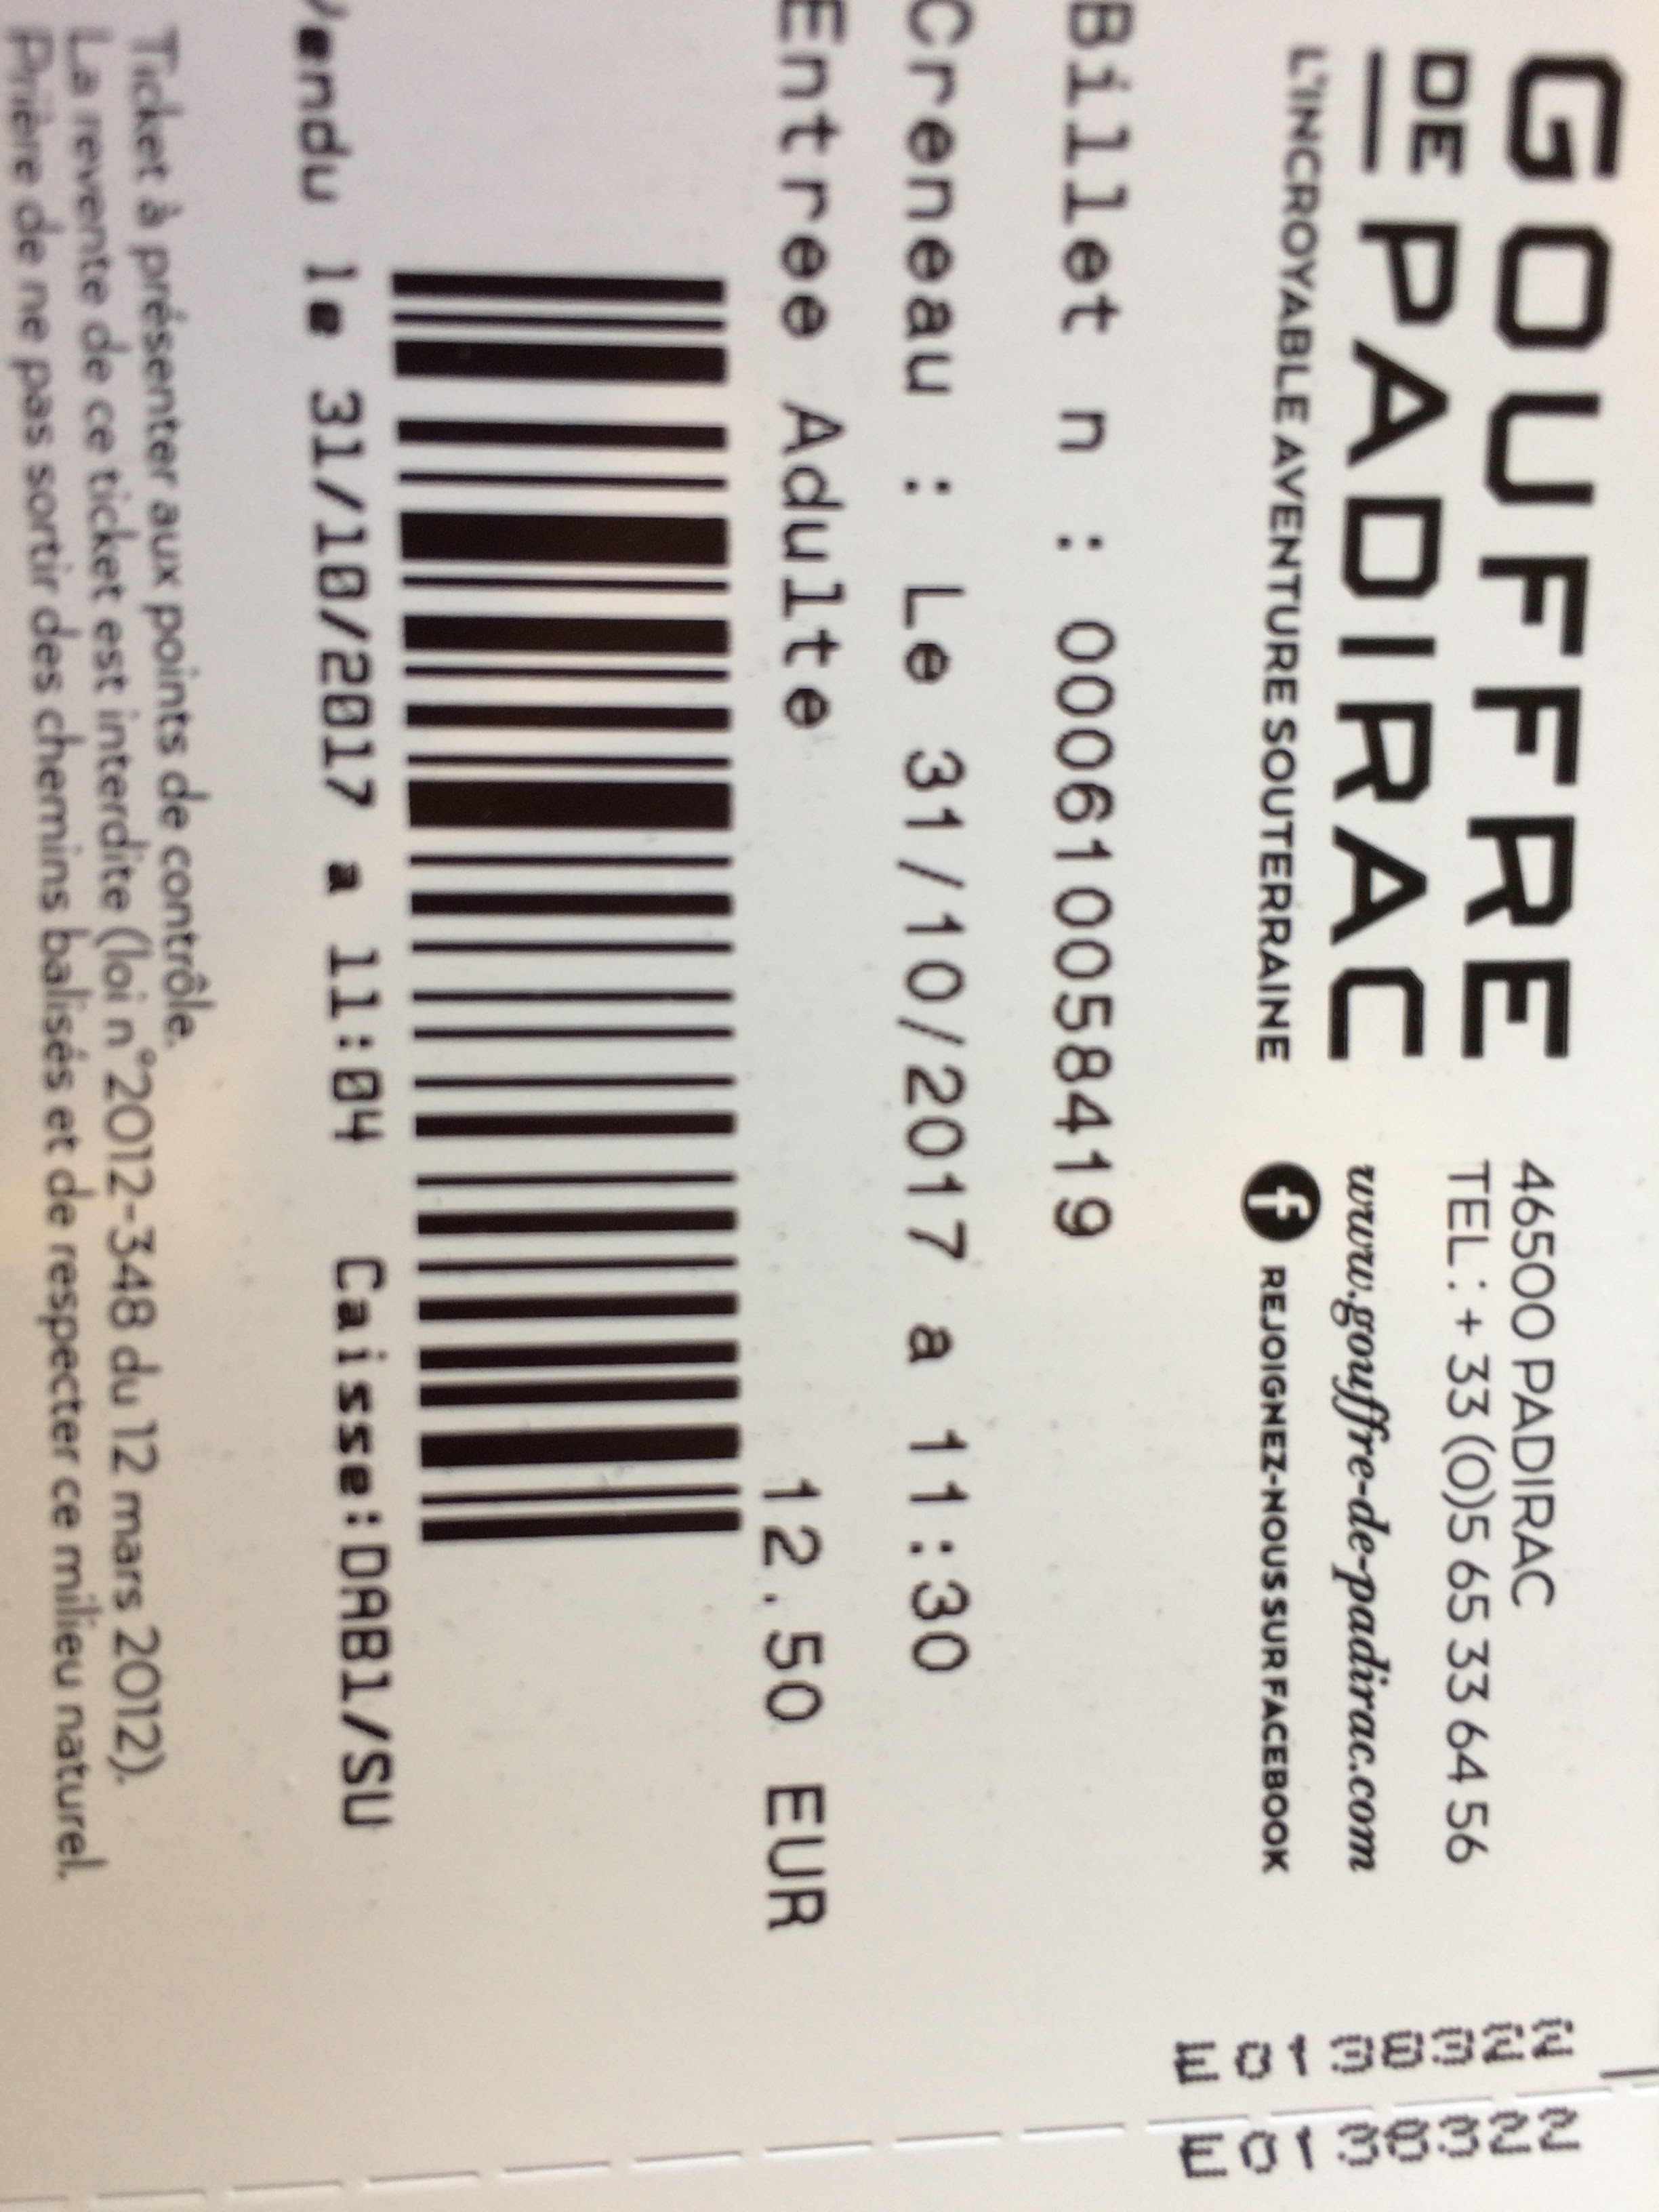 GOUFFRE
DE PADIRAC
L'INCROYABLE AVENTURE SOUTERRAINE
46500 PADIRAC
TEL : + 33 (0)5 65 33 64 56
www.gouffre-de-padirac.com
f REJOIGNEZ-NOUS SUR FACEBOOK
Billet n : 000610058419
Creneau : Le 31/10/2017 a 11:30
Entree Adulte 12.50 EUR
Vendu le 31/10/2017 a 11:04 Caisse:DAB1/SU
Ticket à présenter aux points de contrôle.
La revente de ce ticket est interdite (loi n°2012-348 du 12 mars 2012).
Prière de ne pas sortir des chemins balisés et de respecter ce milieu naturel.